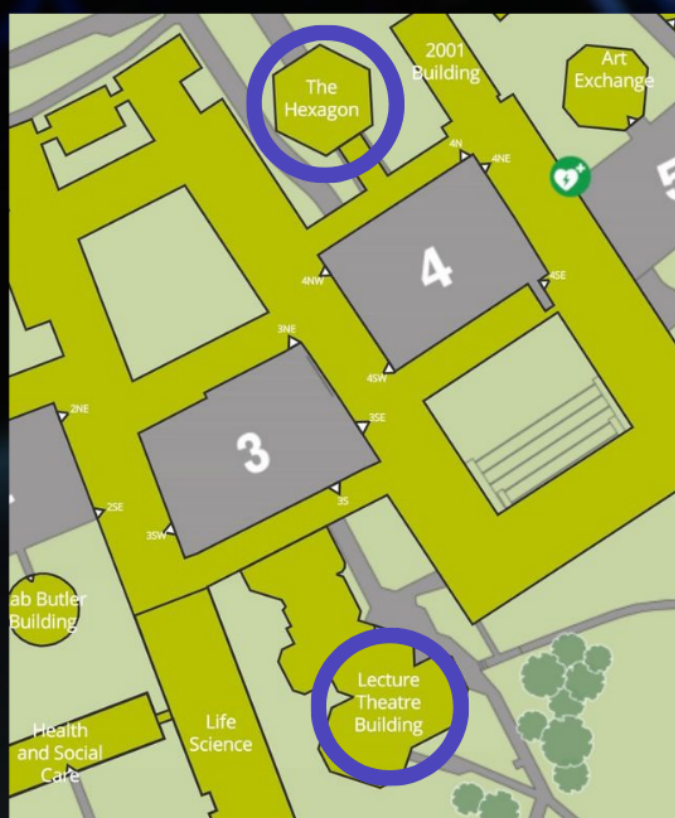 The
Hexagon
2001
Building
Art
Exchange
4N
4NE
5
4
4NW
4SE
3NE
4SW
2NE
3SE
3
3S
2SE
3SW
ab Butler
Building
Lecture
Theatre
Building
Life
Science
Health
and Social
Care